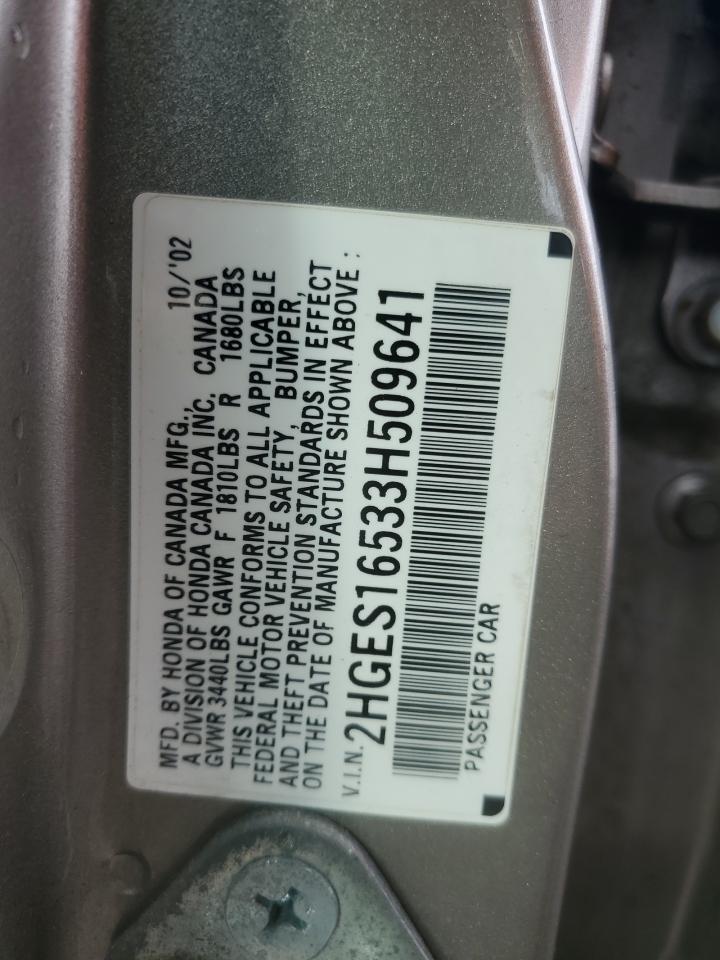 MFD. BY HONDA OF CANADA MFG., 10/'02
A DIVISION OF HONDA CANADA INC, CANADA
GVWR 3440LBS GAWR F 1810LBS R 1680LBS
THIS VEHICLE CONFORMS TO ALL APPLICABLE
FEDERAL MOTOR VEHICLE SAFETY, BUMPER,
AND THEFT PREVENTION STANDARDS IN EFFECT
ON THE DATE OF MANUFACTURE SHOWN ABOVE :
V.I.N. 2HGES16533H509641
PASSENGER CAR